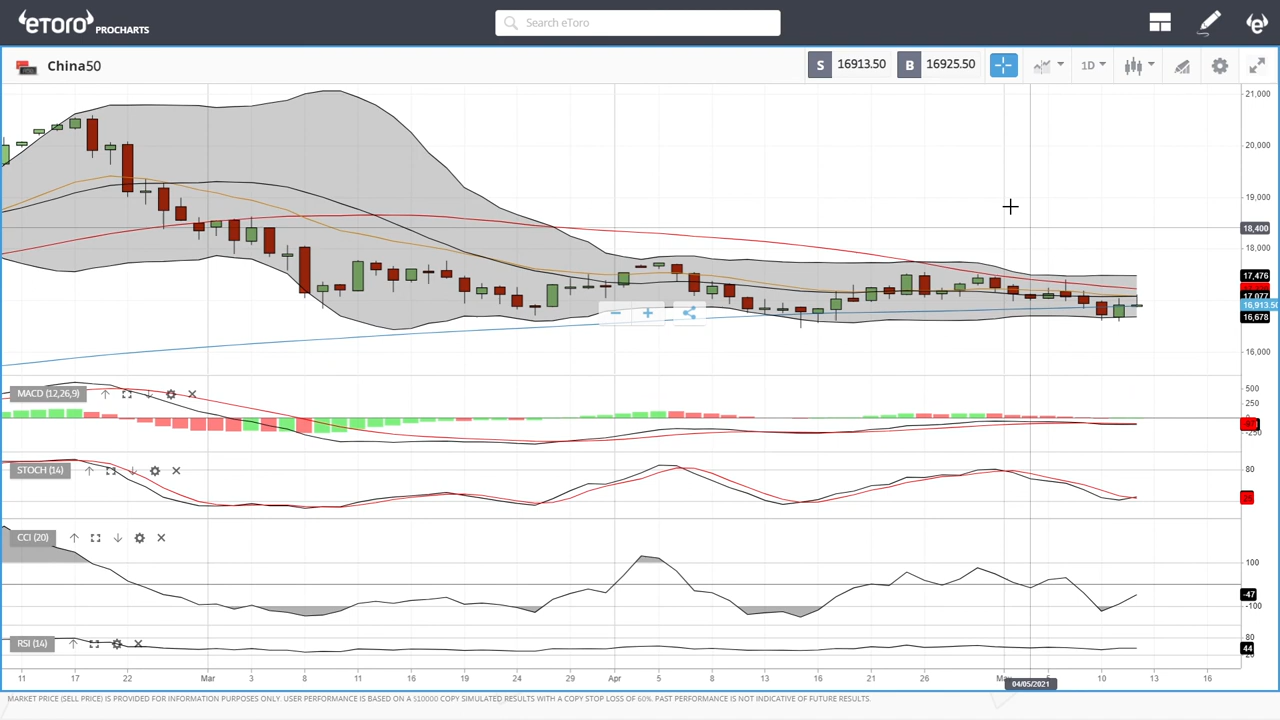 eToro PROCHARTS
Search eToro
China50
S 16913.50 B 16925.50
1D
21,000
20,000
19,000
18,400
18,000
17,476
17,077
16,913.50
16,678
16,000
MACD (12,26,9)
500
250
-250
STOCH (14)
80
CCI (20)
100
-47
-100
RSI (14)
80
44
11 17 22 Mar 3 8 11 16 19 24 29 Apr 5 8 13 16 21 26 10 13 16
04/05/2021
MARKET PRICE (SELL PRICE) IS PROVIDED FOR INFORMATION PURPOSES ONLY. USER PERFORMANCE IS BASED ON A $10000 COPY SIMULATED RESULTS WITH A COPY STOP LOSS OF 60%. PAST PERFORMANCE IS NOT INDICATIVE OF FUTURE RESULTS.